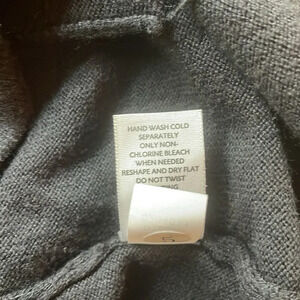 HAND WASH COLD
SEPARATELY
ONLY NON-
CHLORINE BLEACH
WHEN NEEDED
RESHAPE AND DRY FLAT
DO NOT TWIST